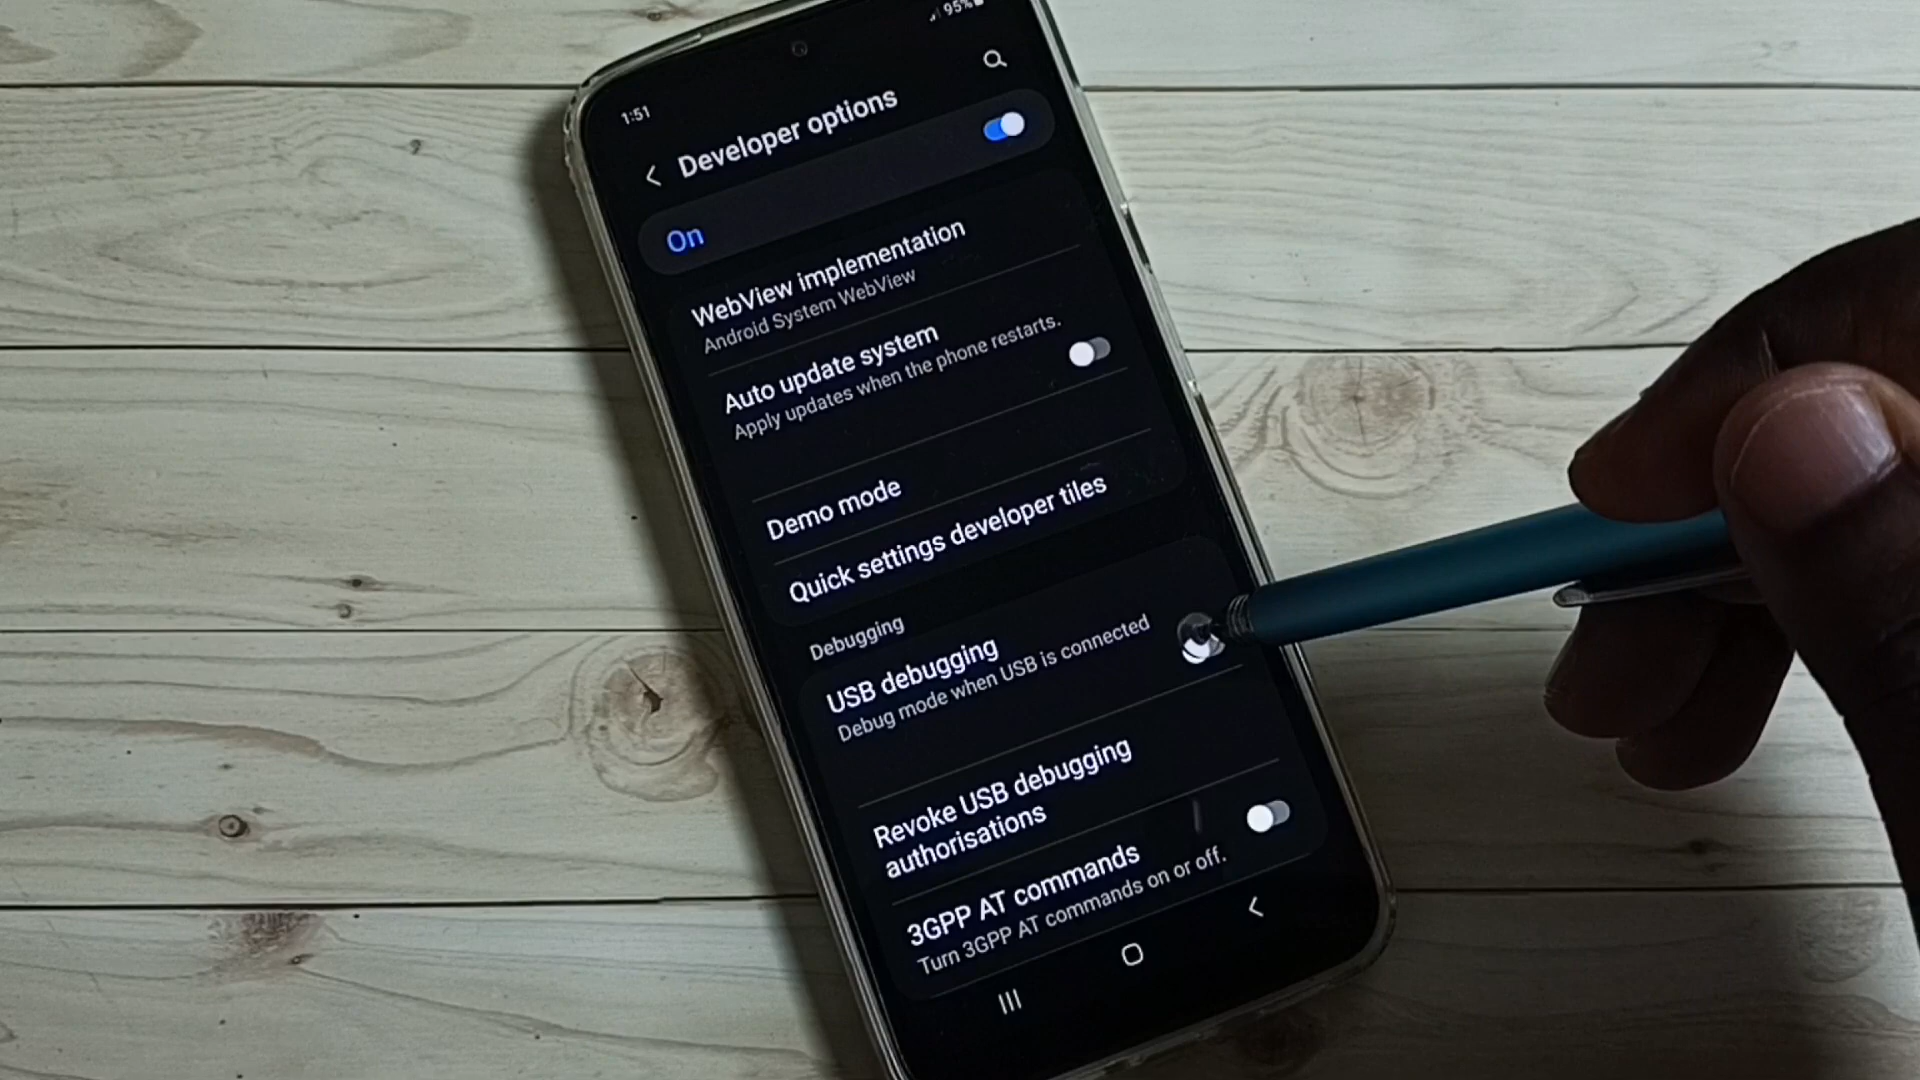 1:51
95%
Developer options
On
WebView implementation
Android System WebView
Auto update system
Apply updates when the phone restarts.
Demo mode
Quick settings developer tiles
Debugging
USB debugging
Debug mode when USB is connected
Revoke USB debugging
authorisations
3GPP AT commands
Turn 3GPP AT commands on or off.